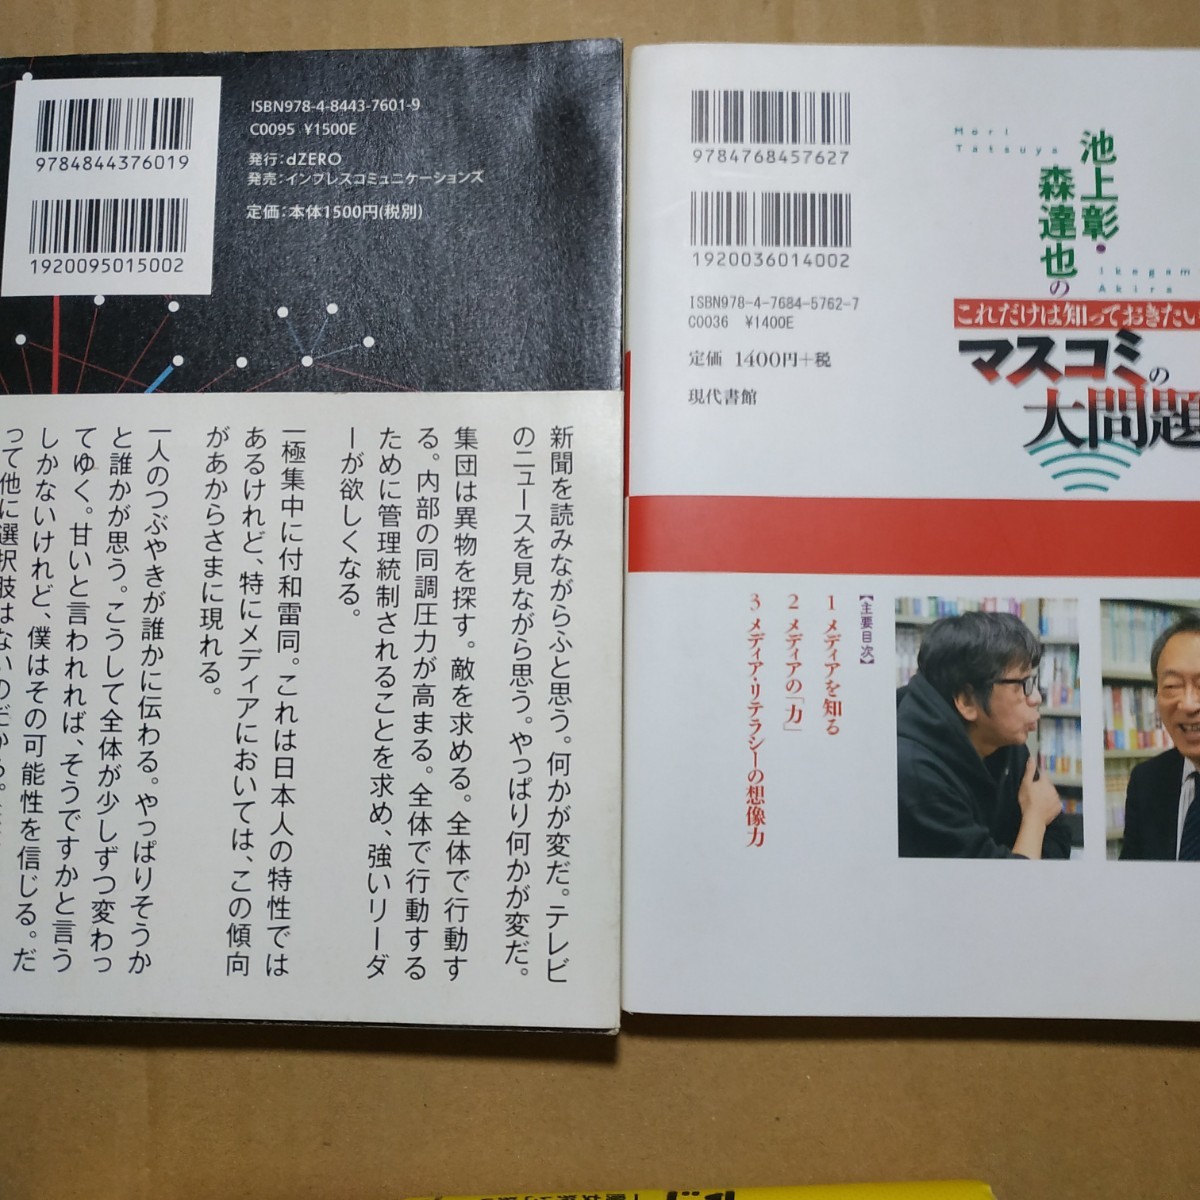 ISBN978-4-8443-7601-9
C0095 ¥1500E
9784844376019
発行:dZERO
発売:インプレスコミュニケーションズ
定価:本体1500円(税別)
1920095015002
新聞を読みながらふと思う。何かが変だ。テレビ
のニュースを見ながら思う。やっぱり何かが変だ。
集団は異物を探す。敵を求める。全体で行動す
る。内部の同調圧力が高まる。全体で行動する
ために管理統制されることを求め、強いリーダ
ーが欲しくなる。
一極集中に付和雷同。これは日本人の特性では
あるけれど、特にメディアにおいては、この傾向
があからさまに現れる。
一人のつぶやきが誰かに伝わる。やっぱりそうか
と誰かが思う。こうして全体が少しずつ変わっ
てゆく。甘いと言われれば、そうですかと言う
しかないけれど、僕はその可能性を信じる。だ
って他に選択肢はないのだから。
9784768457627
1920036014002
ISBN978-4-7684-5762-7
C0036 ¥1400E
定価 1400円+税
現代書館
Mori
Tatsuya
池上彰・
森達也の
Ikegam
Akira
これだけは知っておきたい
マスコミの
大問題
【主要目次】
1 メディアを知る
2 メディアの「力」
3 メディア・リテラシーの想像力